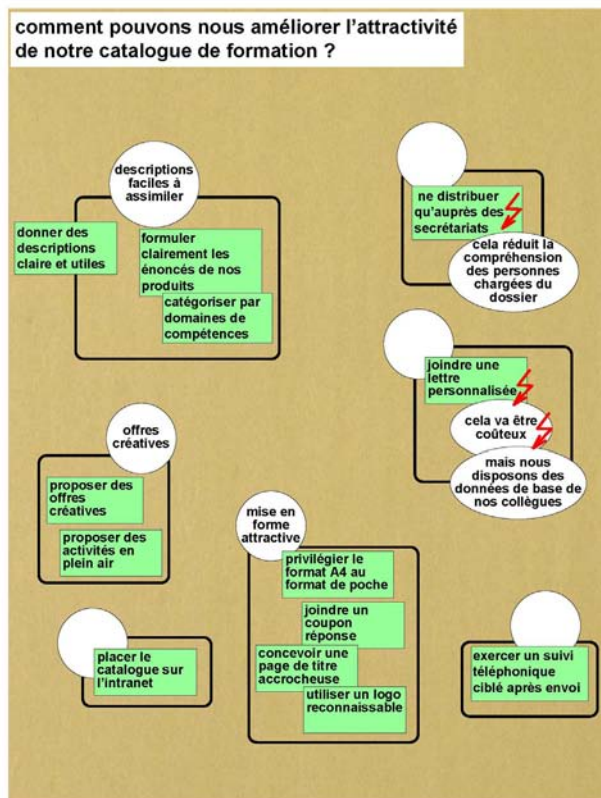 comment pouvons nous améliorer l'attractivité
de notre catalogue de formation ?
descriptions
faciles à
assimiler
donner des
descriptions
claire et utiles
formuler
clairement les
énoncés de nos
produits
catégoriser par
domaines de
compétences
ne distribuer
qu'auprès des
secrétariats
cela réduit la
compréhension
des personnes
chargées du
dossier
joindre une
lettre
personnalisée
cela va être
coûteux
mais nous
disposons des
données de base de
nos collègues
offres
créatives
proposer des
offres
créatives
proposer des
activités en
plein air
mise en
forme
attractive
privilégier le
format A4 au
format de poche
joindre un
coupon
réponse
concevoir une
page de titre
accrocheuse
utiliser un logo
reconnaissable
placer le
catalogue sur
l'intranet
exercer un suivi
téléphonique
ciblé après envoi